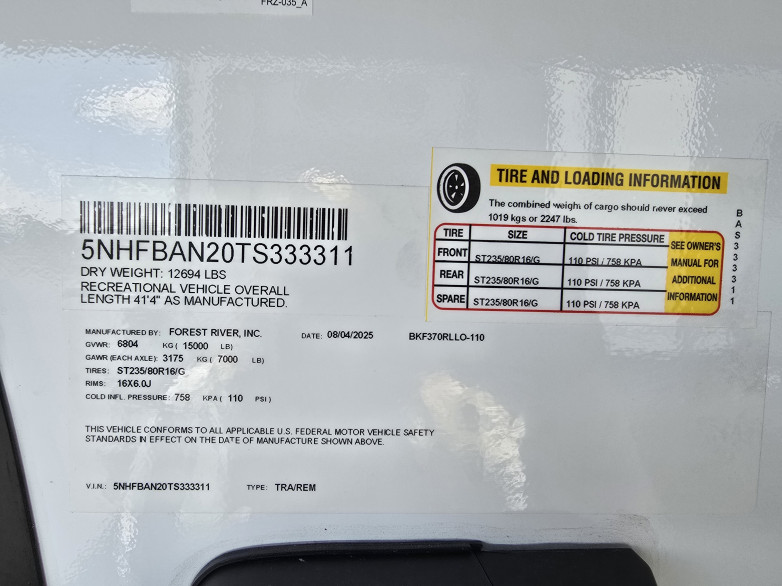 FRZ-035_A
5NHFBAN20TS333311
DRY WEIGHT: 12694 LBS
RECREATIONAL VEHICLE OVERALL
LENGTH 41'4" AS MANUFACTURED.
TIRE AND LOADING INFORMATION
The combined weight of cargo should never exceed
1019 kgs or 2247 lbs.
TIRE SIZE COLD TIRE PRESSURE SEE OWNER'S MANUAL FOR ADDITIONAL INFORMATION
FRONT ST235/80R16/G 110 PSI / 758 KPA
REAR ST235/80R16/G 110 PSI / 758 KPA
SPARE ST235/80R16/G 110 PSI / 758 KPA
BAS333311
MANUFACTURED BY: FOREST RIVER, INC. DATE: 08/04/2025 BKF370RLLO-110
GVWR: 6804 KG ( 15000 LB)
GAWR (EACH AXLE): 3175 KG ( 7000 LB)
TIRES: ST235/80R16/G
RIMS: 16X6.0J
COLD INFL. PRESSURE: 758 KPA ( 110 PSI )
THIS VEHICLE CONFORMS TO ALL APPLICABLE U.S. FEDERAL MOTOR VEHICLE SAFETY
STANDARDS IN EFFECT ON THE DATE OF MANUFACTURE SHOWN ABOVE.
V.I.N.: 5NHFBAN20TS333311 TYPE: TRA/REM